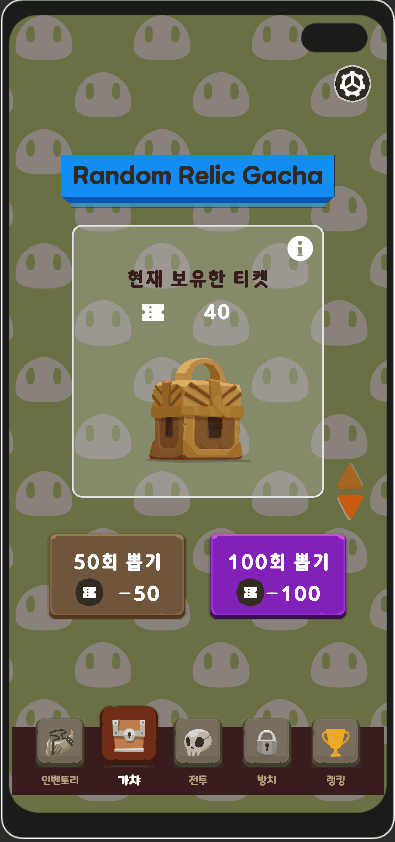 Random Relic Gacha
현재 보유한 티켓
40
50회 뽑기
-50
100회 뽑기
-100
인벤토리
가챠
전투
방치
랭킹